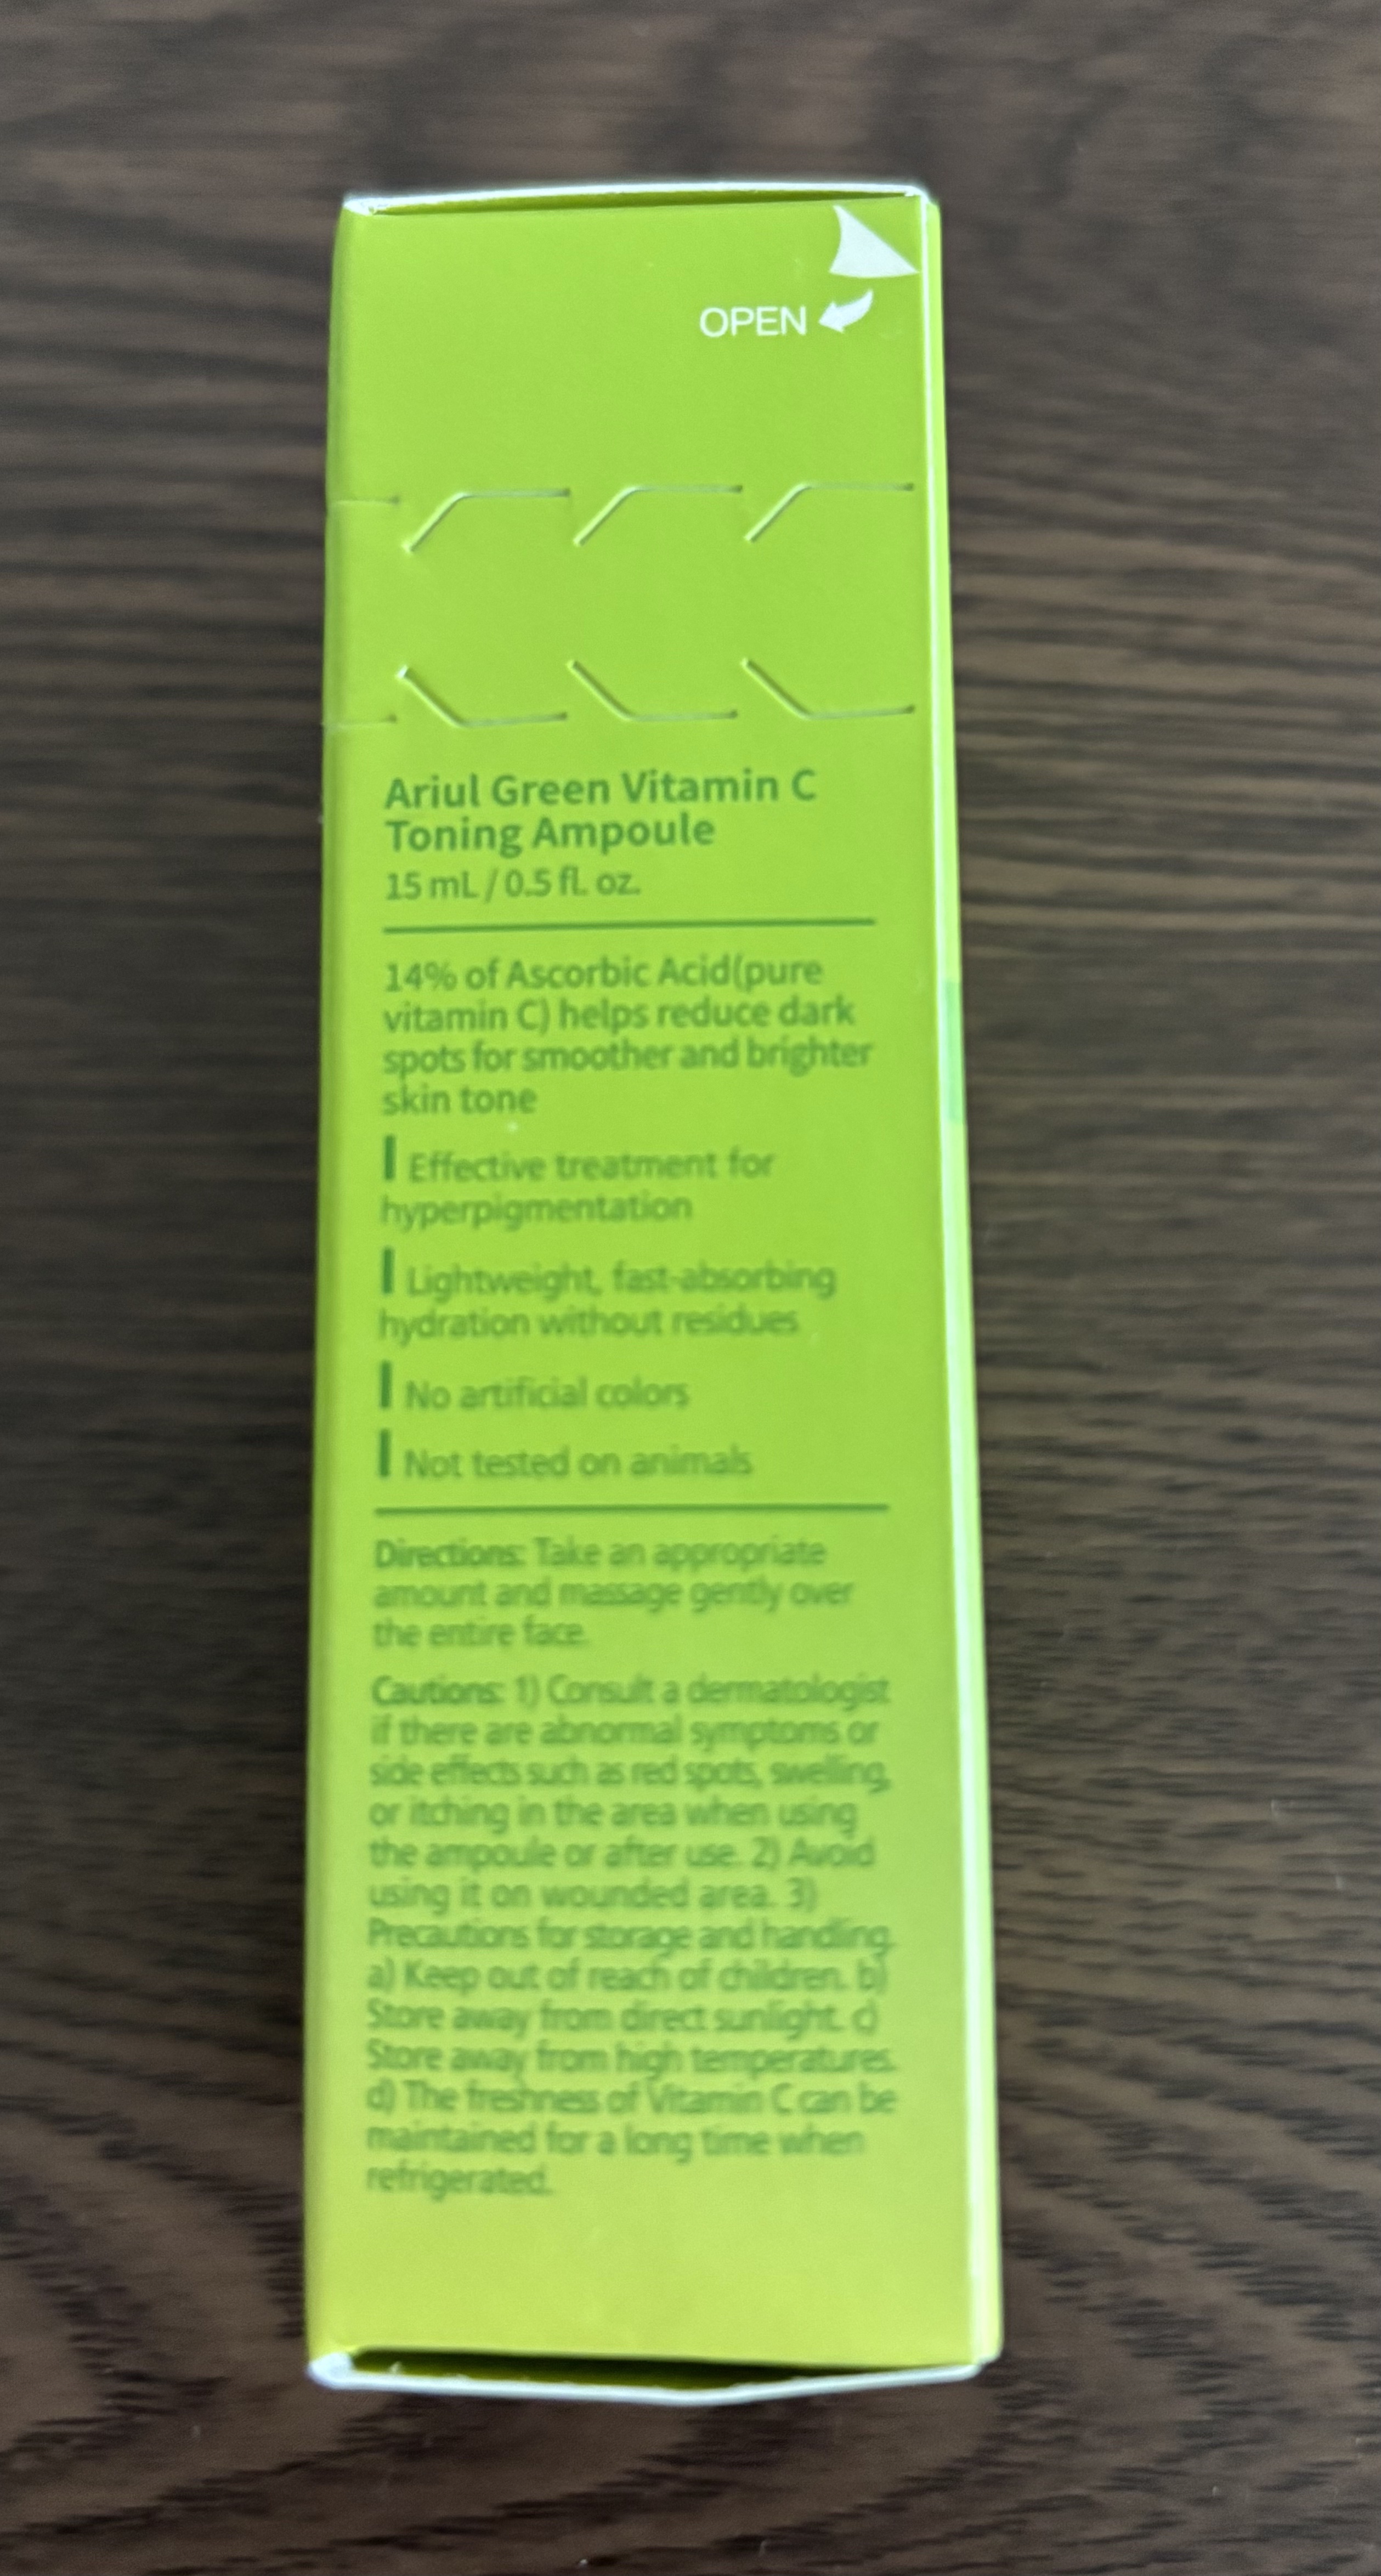 OPEN
Ariul Green Vitamin C
Toning Ampoule
15 mL / 0.5 fl. oz.
14% of Ascorbic Acid(pure
vitamin C) helps reduce dark
spots for smoother and brighter
skin tone
Effective treatment for
hyperpigmentation
Lightweight, fast-absorbing
hydration without residues
No artificial colors
Not tested on animals
Directions: Take an appropriate
amount and massage gently over
the entire face.
Cautions: 1) Consult a dermatologist
if there are abnormal symptoms or
side effects such as red spots, swelling,
or itching in the area when using
the ampoule or after use. 2) Avoid
using it on wounded area. 3)
Precautions for storage and handling.
a) Keep out of reach of children. b)
Store away from direct sunlight. c)
Store away from high temperatures.
d) The freshness of Vitamin C can be
maintained for a long time when
refrigerated.